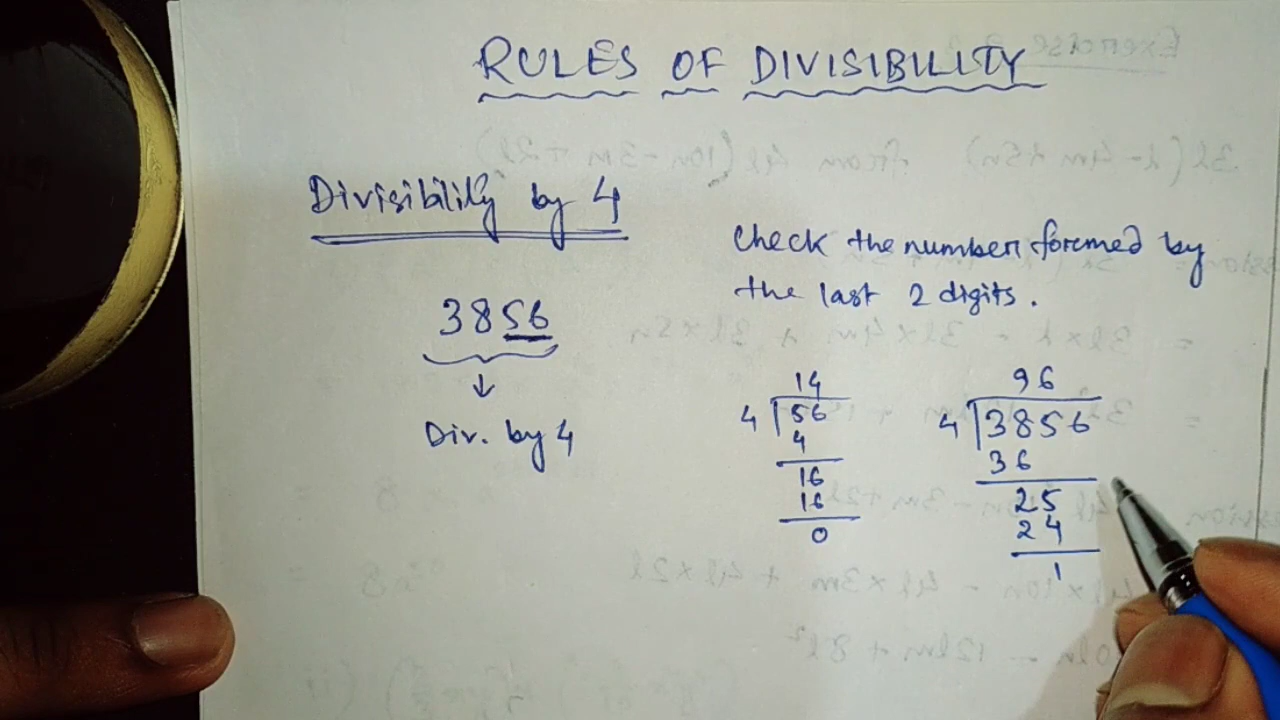 RULES OF DIVISIBILITY
Divisibility by 4
Check the number formed by
the last 2 digits.
3856
↓
Div. by 4
14
4 56
4
16
16
0
96
4 3856
36
25
24
1